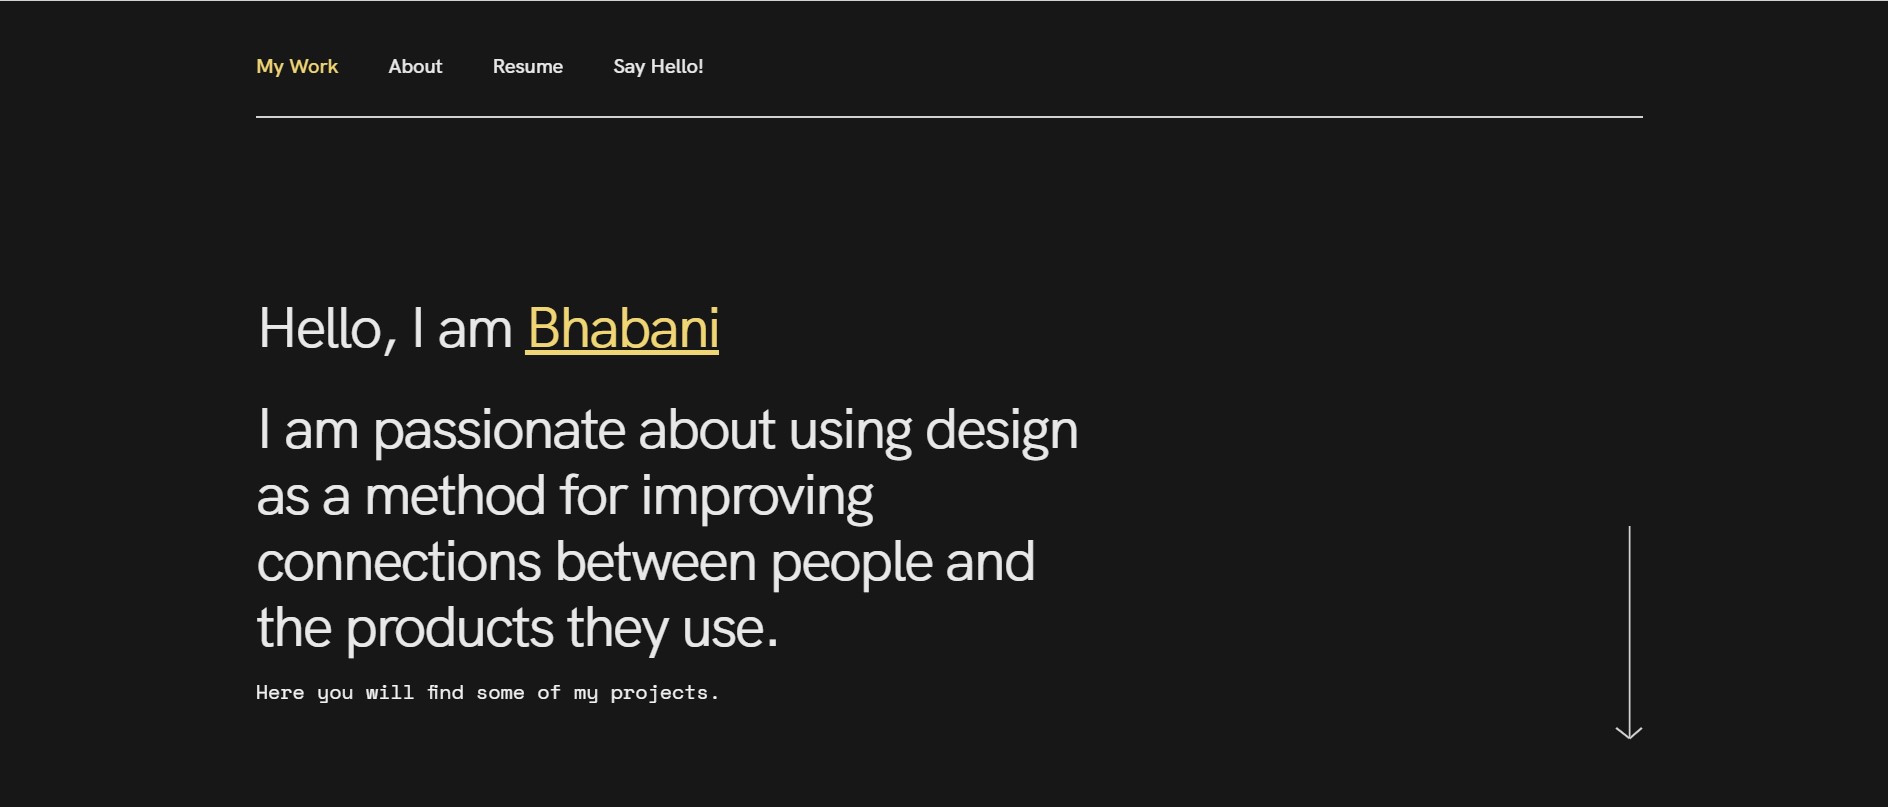 My Work About Resume Say Hello!
Hello, I am Bhabani
I am passionate about using design
as a method for improving
connections between people and
the products they use.
Here you will find some of my projects.